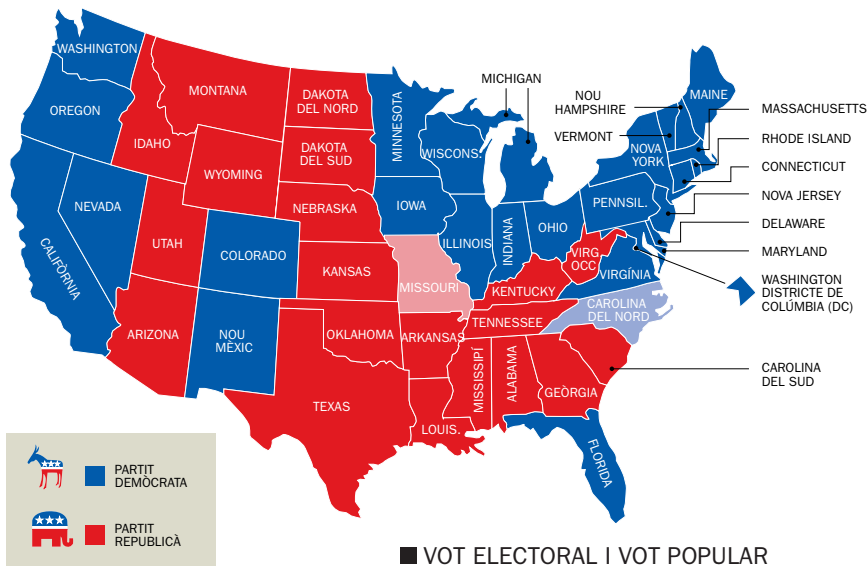 WASHINGTON
OREGON
CALIFÒRNIA
NEVADA
IDAHO
MONTANA
WYOMING
UTAH
ARIZONA
COLORADO
NOU
MÈXIC
DAKOTA
DEL NORD
DAKOTA
DEL SUD
NEBRASKA
KANSAS
OKLAHOMA
TEXAS
MINNESOTA
IOWA
MISSOURI
ARKANSAS
LOUIS.
WISCONS.
ILLINOIS
MICHIGAN
INDIANA
OHIO
KENTUCKY
TENNESSEE
MISSISSIPÍ
ALABAMA
GEÒRGIA
FLORIDA
VIRG.
OCC
VIRGÍNIA
CAROLINA
DEL NORD
PENNSIL.
NOVA
YORK
VERMONT
NOU
HAMPSHIRE
MAINE
MASSACHUSETTS
RHODE ISLAND
CONNECTICUT
NOVA JERSEY
DELAWARE
MARYLAND
WASHINGTON
DISTRICTE DE
COLÚMBIA (DC)
CAROLINA
DEL SUD
PARTIT
DEMÒCRATA
PARTIT
REPUBLICÀ
VOT ELECTORAL I VOT POPULAR